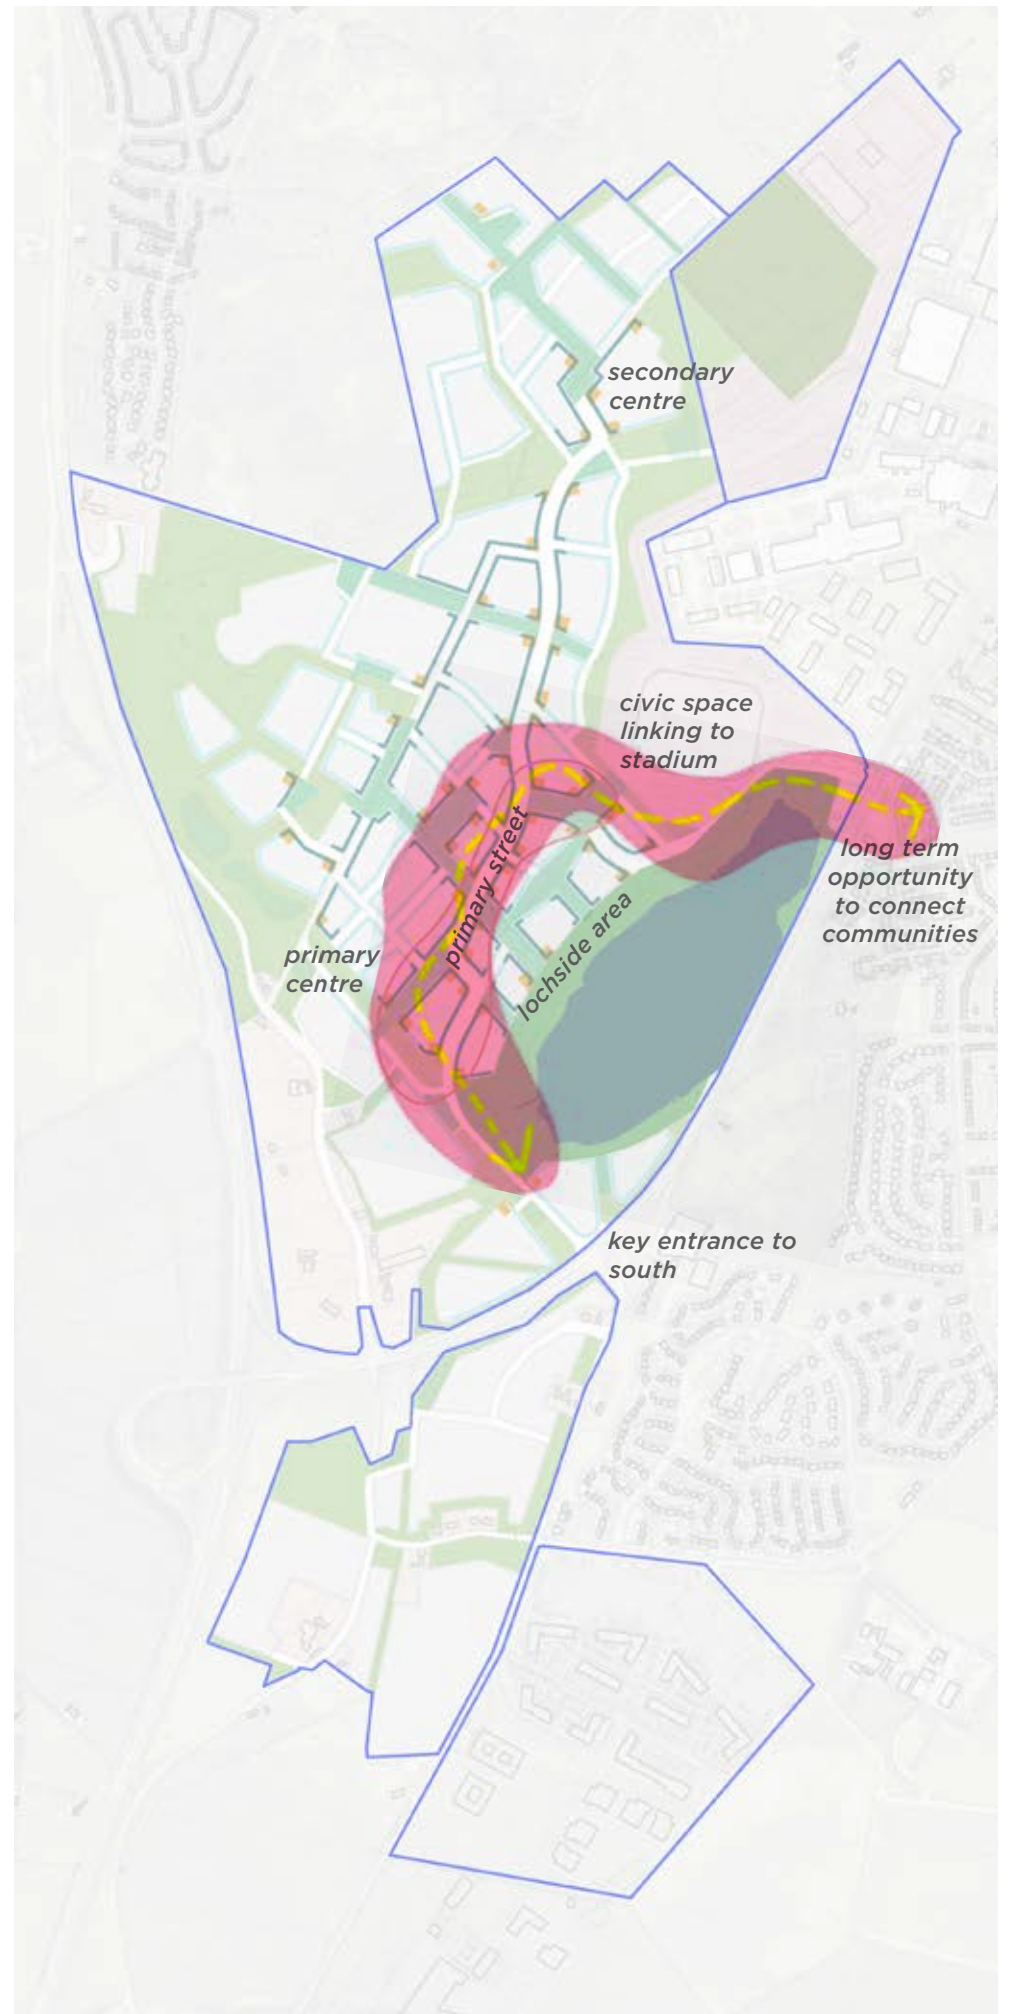 secondary
centre
civic space
linking to
stadium
primary street
long term
opportunity
to connect
communities
lochside area
primary
centre
key entrance to
south